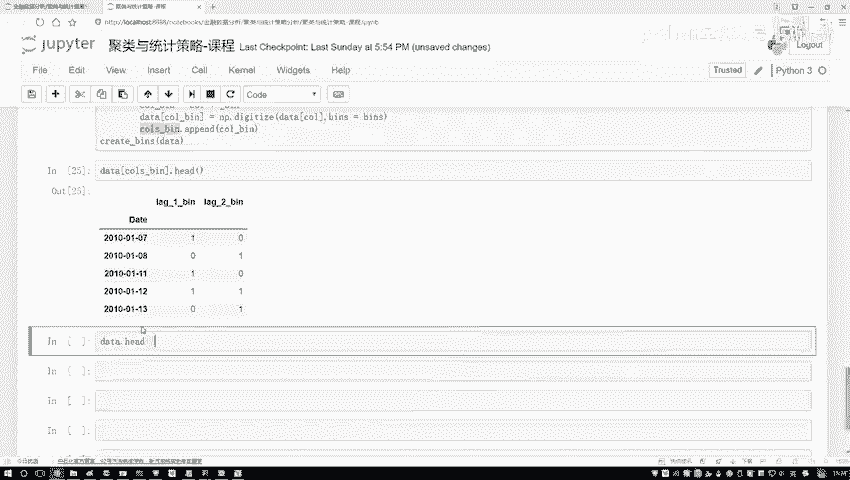 聚类与统计策略-课程
jupyter 聚类与统计策略-课程 Last Checkpoint: Last Sunday at 5:54 PM (unsaved changes)
Logout
File Edit View Insert Cell Kernel Widgets Help
Trusted Python 3
Code
data[col_bin] = np.digitize(data[col],bins = bins)
cols_bin.append(col_bin)
create_bins(data)
In [25]: data[cols_bin].head()
Out[25]:
lag_1_bin lag_2_bin
Date
2010-01-07 1 0
2010-01-08 0 1
2010-01-11 1 0
2010-01-12 1 1
2010-01-13 0 1
In [ ]: data.head
In [ ]:
In [ ]:
In [ ]: